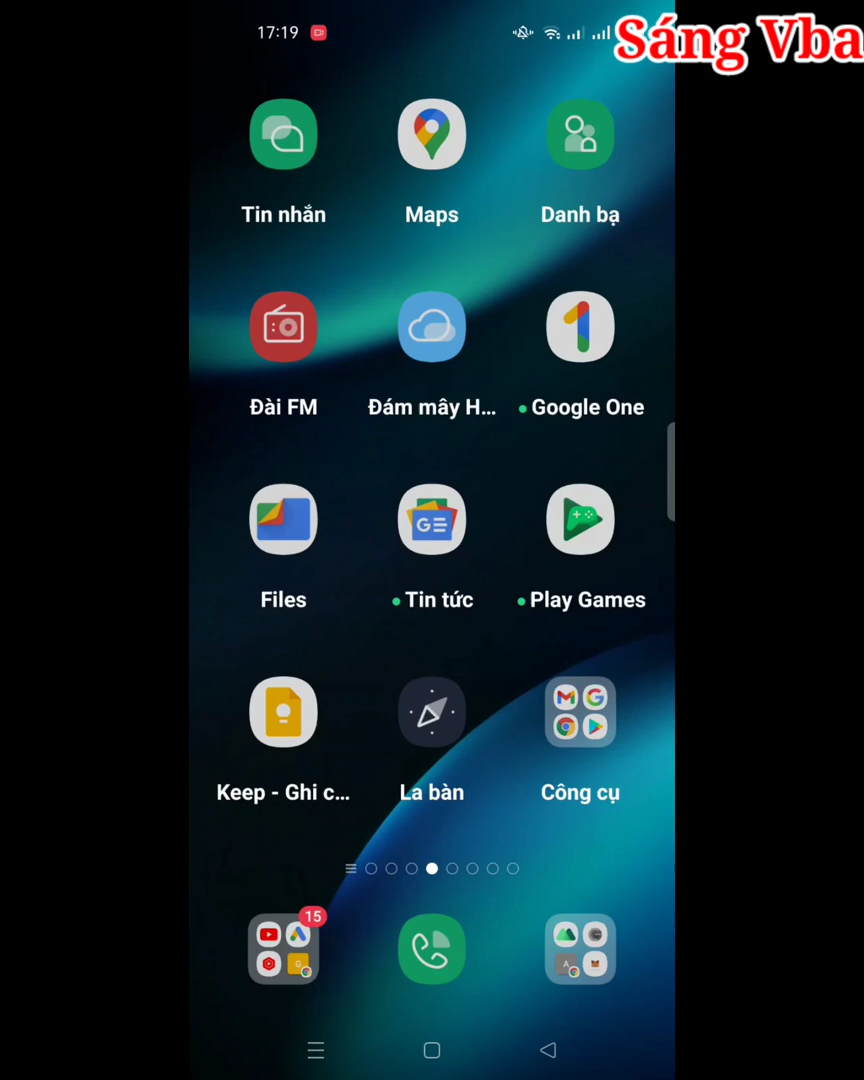 17:19
Sáng Vba
Tin nhắn
Maps
Danh bạ
Đài FM
Đám mây H...
Google One
GE
Files
Tin tức
Play Games
Keep - Ghi c...
La bàn
Công cụ
15
G
A